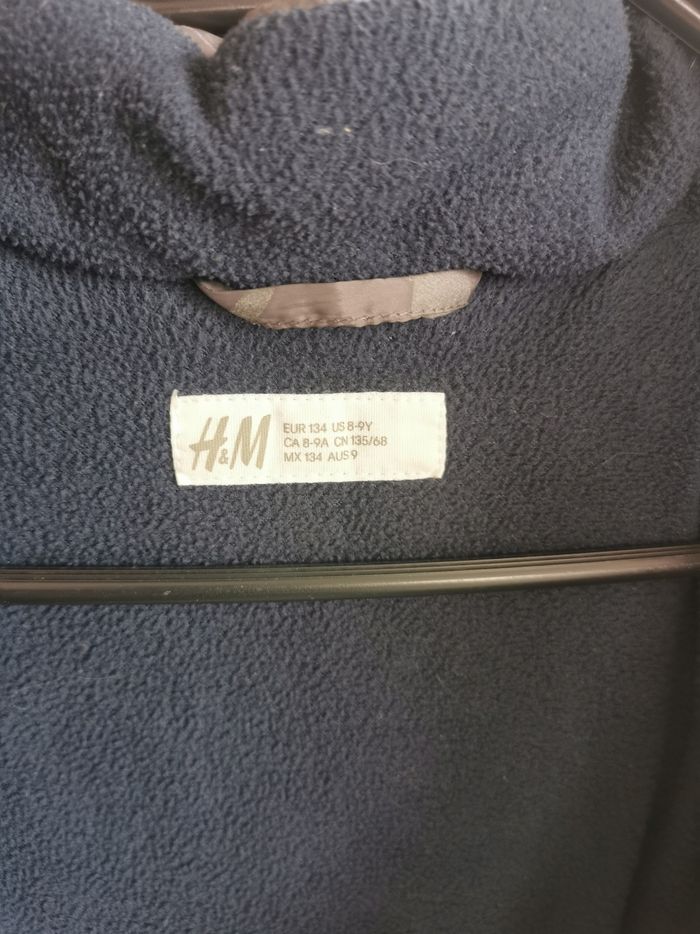 H&M
EUR 134 US 8-9Y
CA 8-9A CN 135/68
MX 134 AUS 9